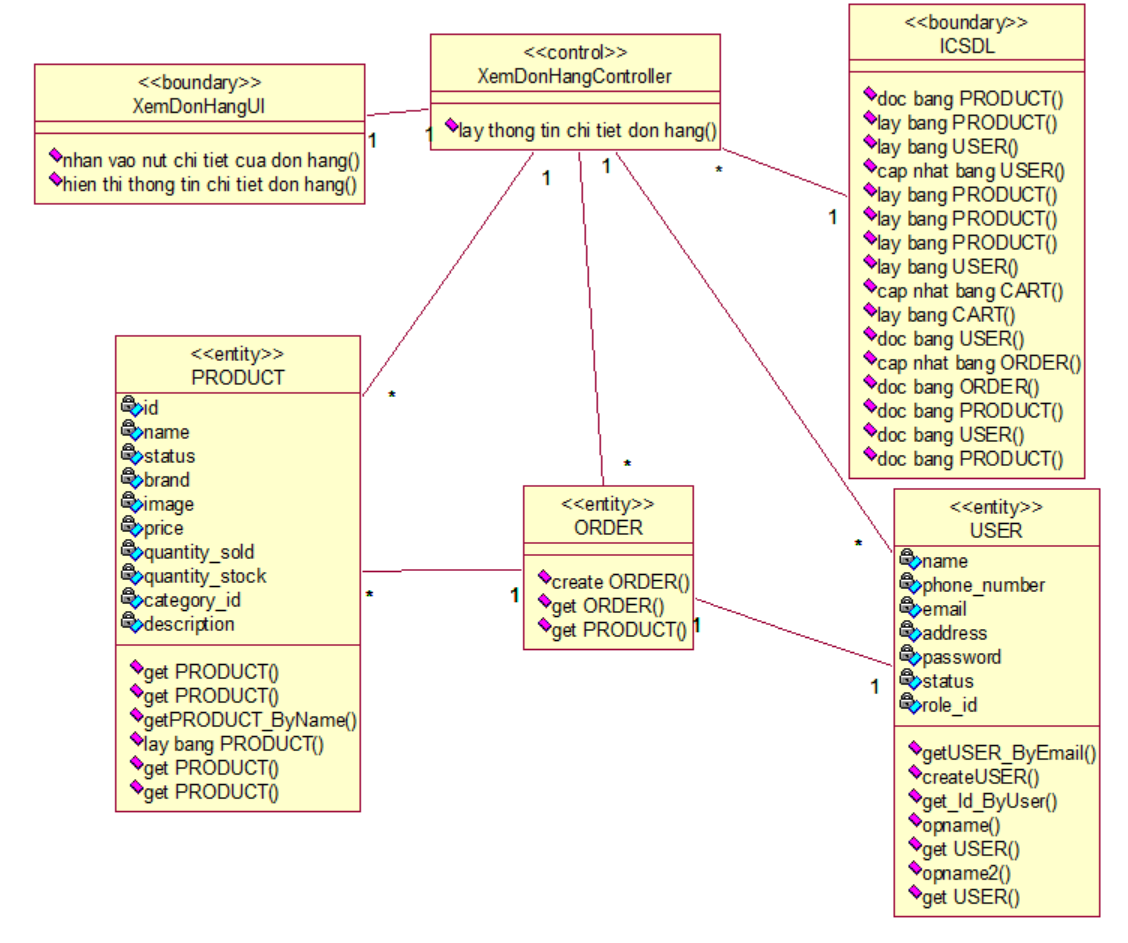 <<boundary>>
XemDonHangUI
nhan vao nut chi tiet cua don hang()
hien thi thong tin chi tiet don hang()
1
<<control>>
XemDonHangController
lay thong tin chi tiet don hang()
1
1
1
*
<<boundary>>
ICSDL
doc bang PRODUCT()
lay bang PRODUCT()
lay bang USER()
cap nhat bang USER()
lay bang PRODUCT()
lay bang PRODUCT()
lay bang PRODUCT()
lay bang USER()
cap nhat bang CART()
lay bang CART()
doc bang USER()
cap nhat bang ORDER()
doc bang ORDER()
doc bang PRODUCT()
doc bang USER()
doc bang PRODUCT()
1
<<entity>>
PRODUCT
id
name
status
brand
image
price
quantity_sold
quantity_stock
category_id
description
get PRODUCT()
get PRODUCT()
getPRODUCT_ByName()
lay bang PRODUCT()
get PRODUCT()
get PRODUCT()
*
*
<<entity>>
ORDER
create ORDER()
get ORDER()
get PRODUCT()
*
1
1
<<entity>>
USER
name
phone_number
email
address
password
status
role_id
getUSER_ByEmail()
createUSER()
get_Id_ByUser()
opname()
get USER()
opname2()
get USER()
*
1